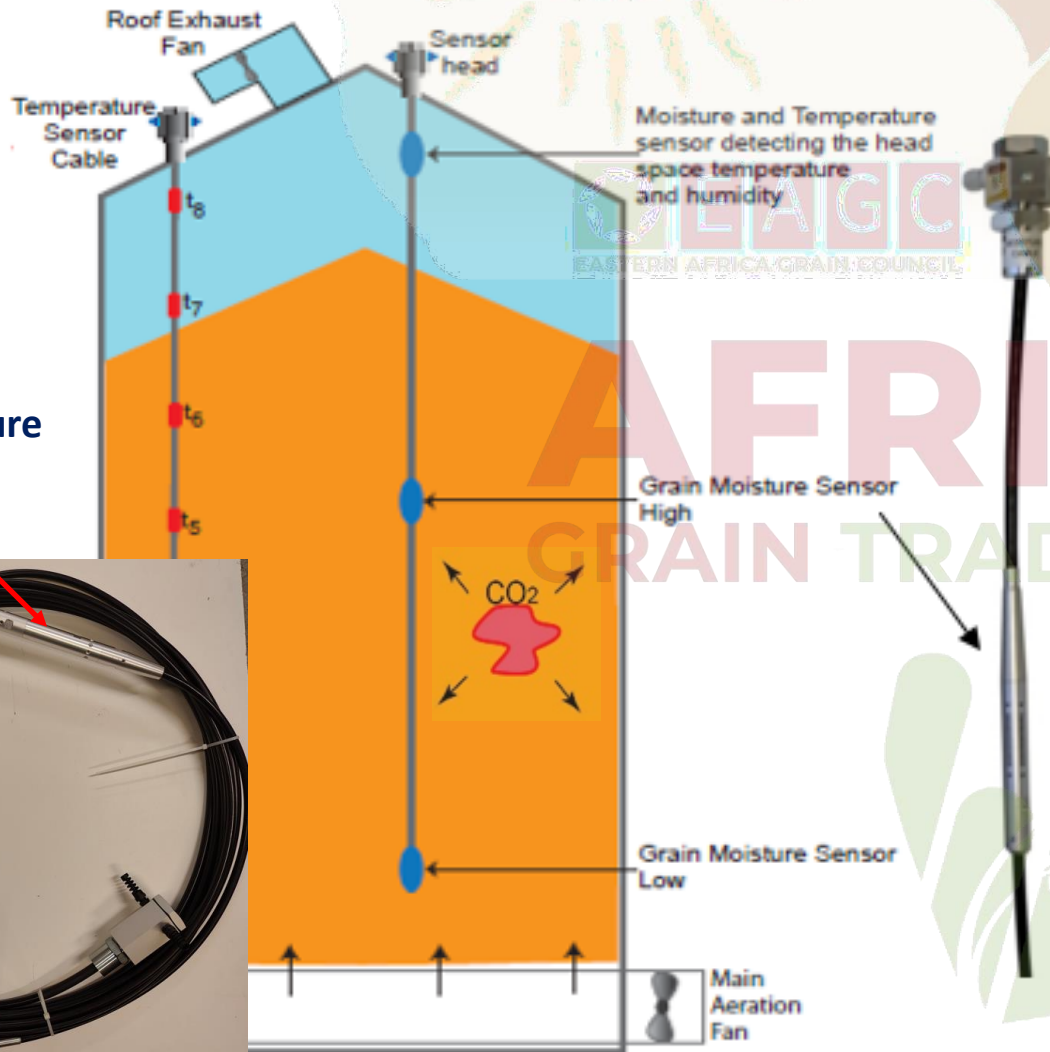 Roof Exhaust
Fan
Sensor
head
Temperature
Sensor
Cable
Moisture and Temperature
sensor detecting the head
space temperature
and humidity
EAGC
EASTERN AFRICA GRAIN COUNCIL
t8
t7
t6
t5
ure
AFRI
GRAIN TRAD
Grain Moisture Sensor
High
CO2
Grain Moisture Sensor
Low
Main
Aeration
Fan